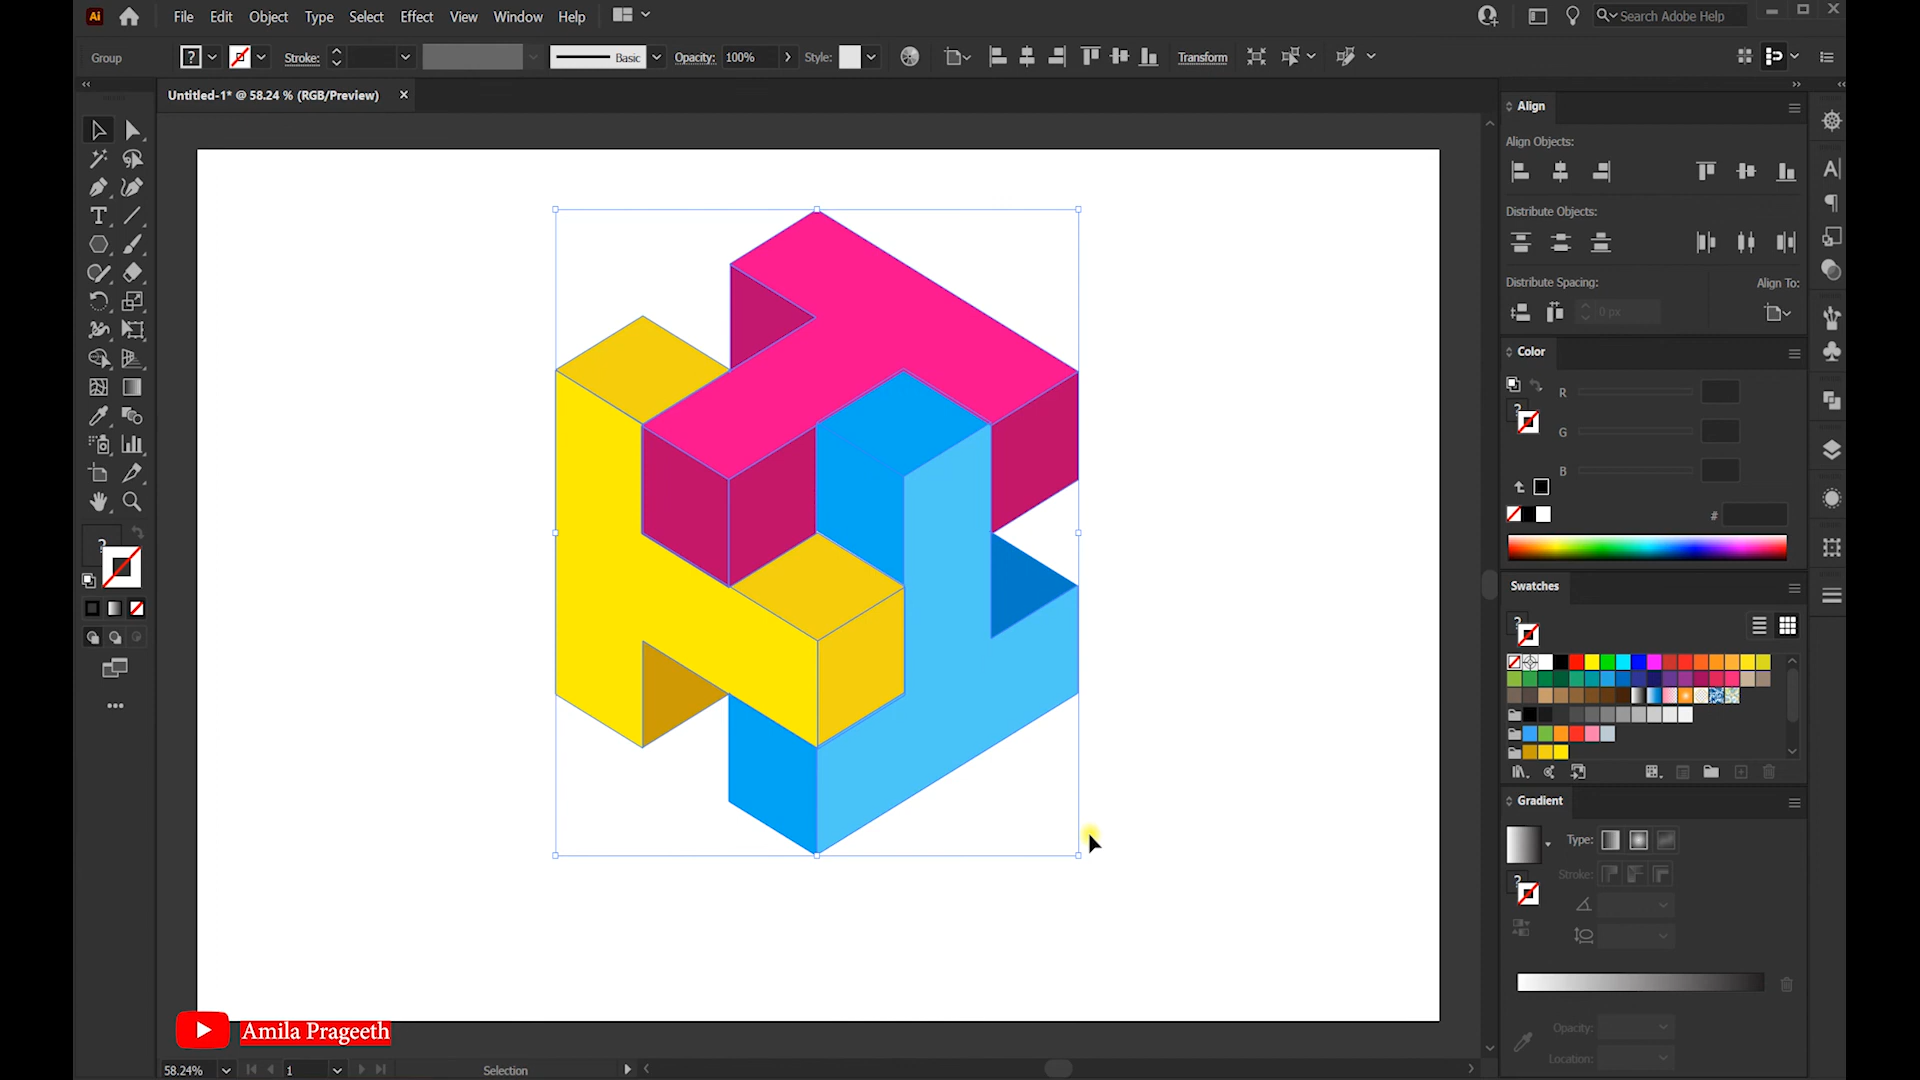 Ai File Edit Object Type Select Effect View Window Help Search Adobe Help
Group ? Stroke: Basic Opacity: 100% Style: Transform
Untitled-1* @ 58.24 % (RGB/Preview)
Align
Align Objects:
Distribute Objects:
Distribute Spacing: Align To:
0 px
Color
R
G
B
#
Swatches
Gradient
Type:
Stroke:
Opacity:
Location:
Amila Prageeth
58.24% 1 Selection